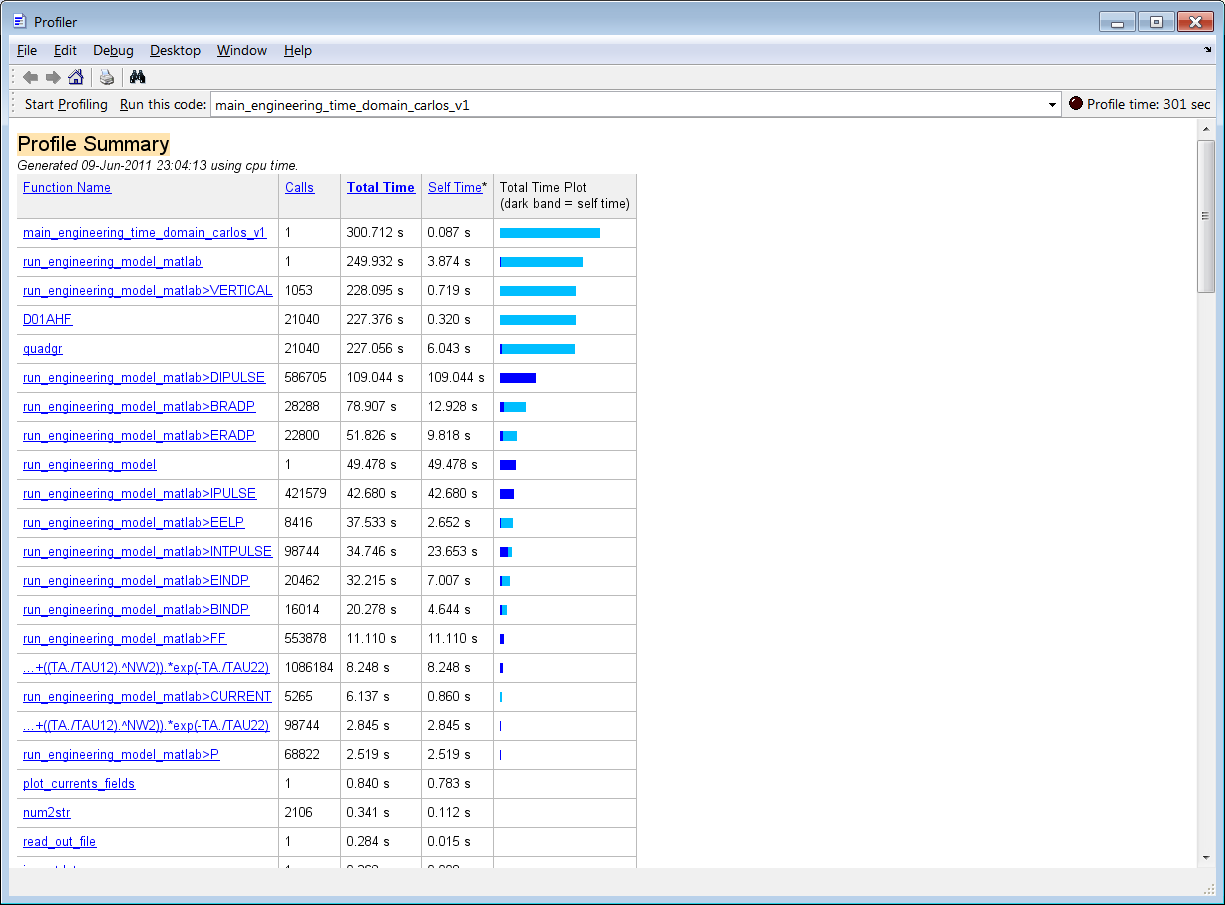 Profiler
File Edit Debug Desktop Window Help
Start Profiling Run this code: main_engineering_time_domain_carlos_v1 Profile time: 301 sec
Profile Summary
Generated 09-Jun-2011 23:04:13 using cpu time.
Function Name Calls Total Time Self Time* Total Time Plot
(dark band = self time)
main_engineering_time_domain_carlos_v1 1 300.712 s 0.087 s
run_engineering_model_matlab 1 249.932 s 3.874 s
run_engineering_model_matlab>VERTICAL 1053 228.095 s 0.719 s
D01AHF 21040 227.376 s 0.320 s
quadgr 21040 227.056 s 6.043 s
run_engineering_model_matlab>DIPULSE 586705 109.044 s 109.044 s
run_engineering_model_matlab>BRADP 28288 78.907 s 12.928 s
run_engineering_model_matlab>ERADP 22800 51.826 s 9.818 s
run_engineering_model 1 49.478 s 49.478 s
run_engineering_model_matlab>IPULSE 421579 42.680 s 42.680 s
run_engineering_model_matlab>EELP 8416 37.533 s 2.652 s
run_engineering_model_matlab>INTPULSE 98744 34.746 s 23.653 s
run_engineering_model_matlab>EINDP 20462 32.215 s 7.007 s
run_engineering_model_matlab>BINDP 16014 20.278 s 4.644 s
run_engineering_model_matlab>FF 553878 11.110 s 11.110 s
...+((TA./TAU12).^NW2)).*exp(-TA./TAU22) 1086184 8.248 s 8.248 s
run_engineering_model_matlab>CURRENT 5265 6.137 s 0.860 s
...+((TA./TAU12).^NW2)).*exp(-TA./TAU22) 98744 2.845 s 2.845 s
run_engineering_model_matlab>P 68822 2.519 s 2.519 s
plot_currents_fields 1 0.840 s 0.783 s
num2str 2106 0.341 s 0.112 s
read_out_file 1 0.284 s 0.015 s